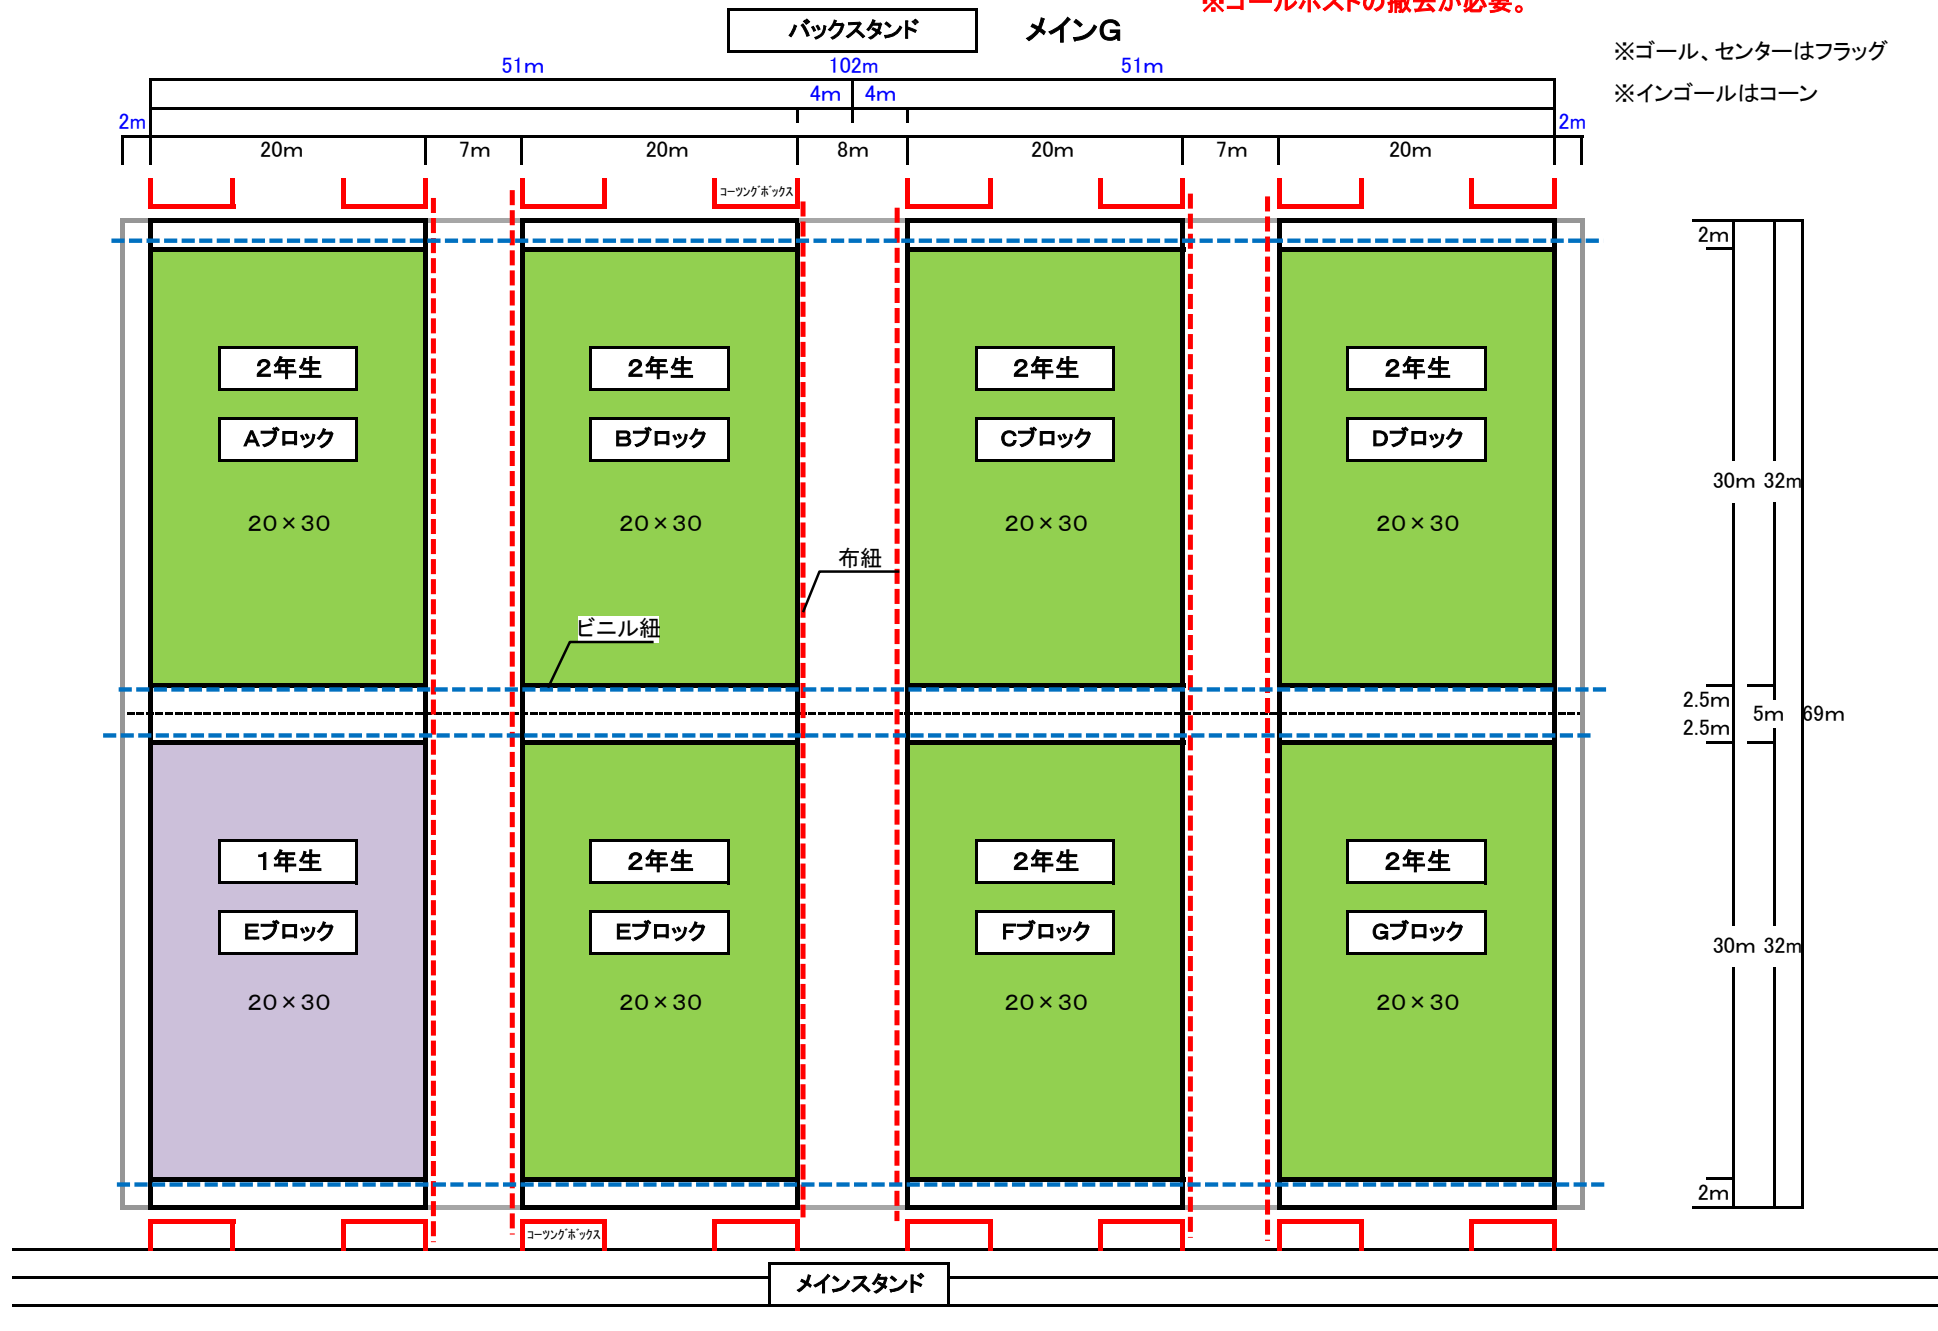 ※ゴールポストの撤去が必要。
バックスタンド
メインG
※ゴール、センターはフラッグ
※インゴールはコーン
51m 102m 51m
4m 4m
2m 2m
20m 7m 20m 8m 20m 7m 20m
コーツングボックス
2m
2年生 2年生 2年生 2年生
Aブロック Bブロック Cブロック Dブロック
30m 32m
20×30 20×30 20×30 20×30
布紐
ビニル紐
2.5m
5m 69m
2.5m
1年生 2年生 2年生 2年生
Eブロック Eブロック Fブロック Gブロック
30m 32m
20×30 20×30 20×30 20×30
2m
コーツングボックス
メインスタンド